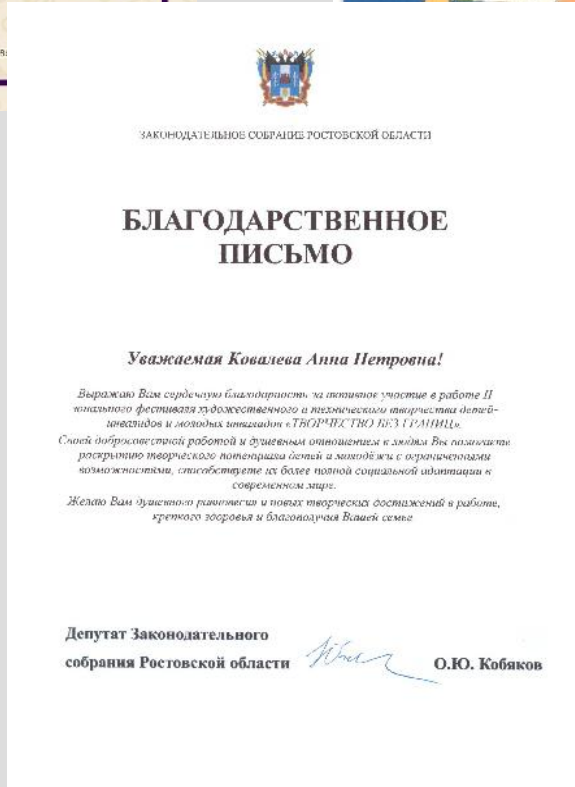 ЗАКОНОДАТЕЛЬНОЕ СОБРАНИЕ РОСТОВСКОЙ ОБЛАСТИ
БЛАГОДАРСТВЕННОЕ
ПИСЬМО
Уважаемая Ковалева Анна Петровна!
Выражаю Вам сердечную благодарность за активное участие в работе II
зонального фестиваля художественного и технического творчества детей-
инвалидов и молодых инвалидов «ТВОРЧЕСТВО БЕЗ ГРАНИЦ».
Своей добросовестной работой и душевным отношением к людям Вы помогаете
раскрытию творческого потенциала детей и молодёжи с ограниченными
возможностями, способствуете их более полной социальной адаптации в
современном мире.
Желаю Вам душевного равновесия и новых творческих достижений в работе,
крепкого здоровья и благополучия Вашей семье
Депутат Законодательного
собрания Ростовской области О.Ю. Кобяков